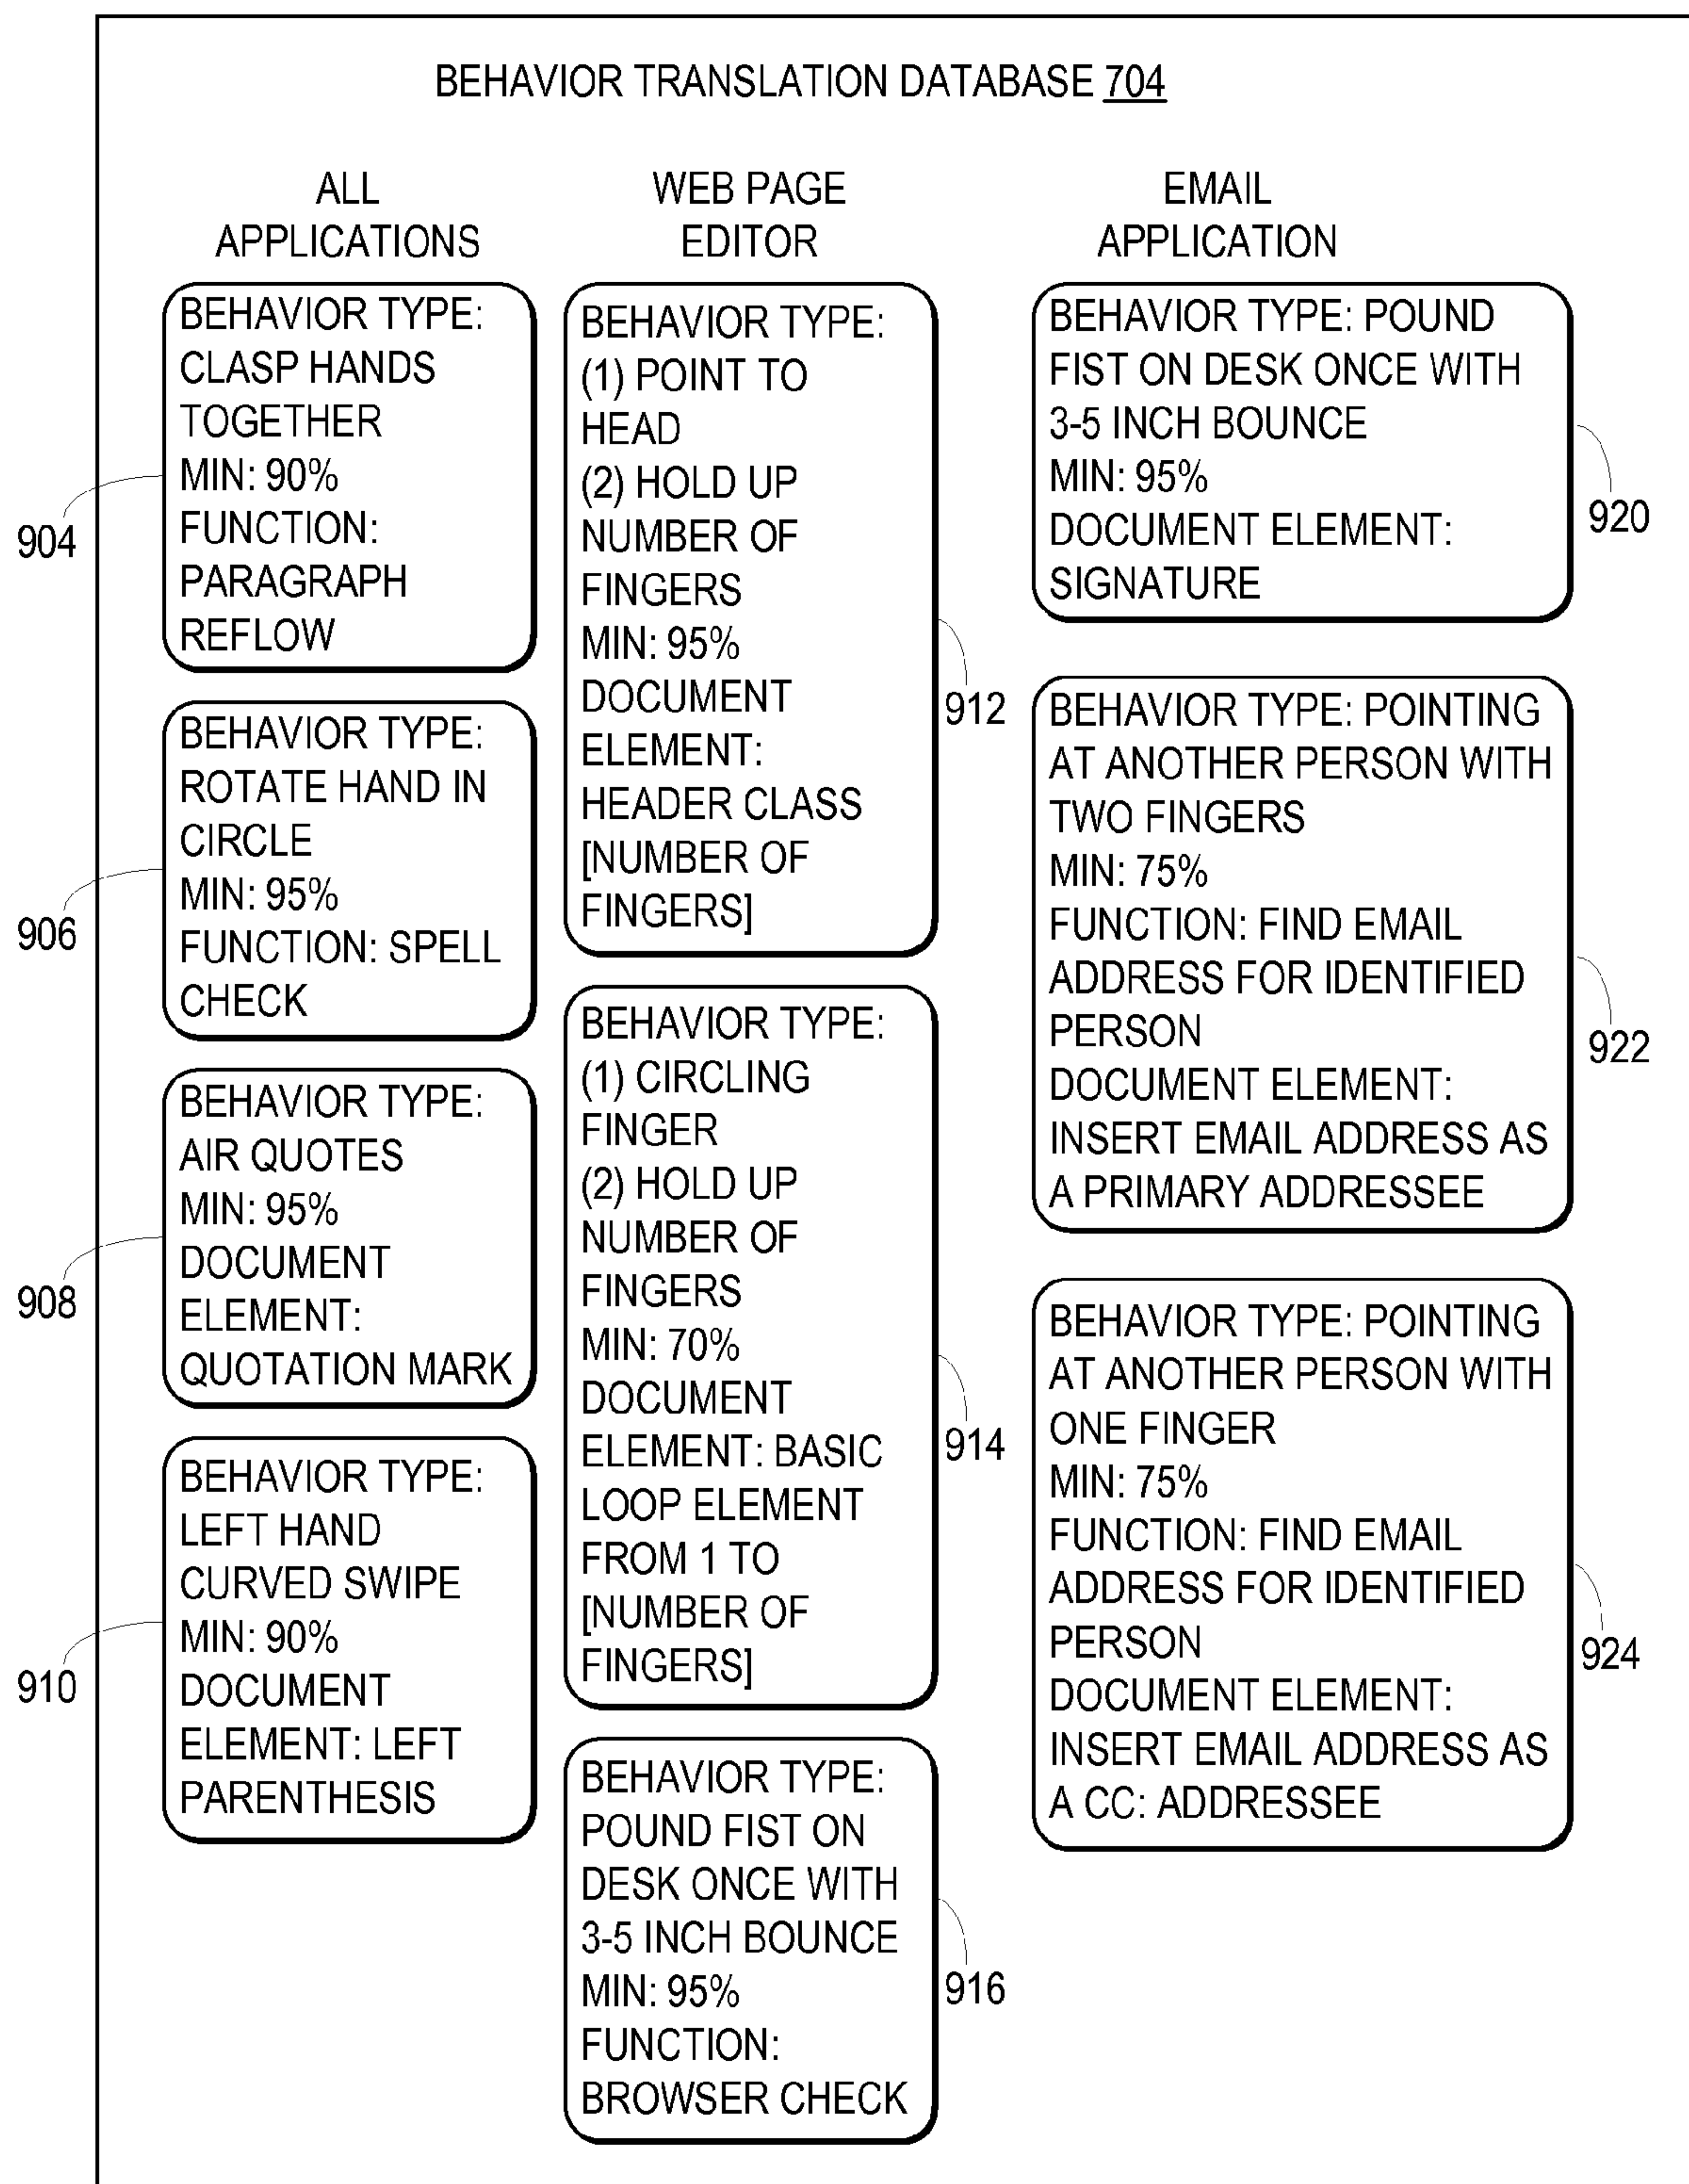 BEHAVIOR TRANSLATION DATABASE 704
ALL
APPLICATIONS
BEHAVIOR TYPE:
CLASP HANDS
TOGETHER
MIN: 90%
FUNCTION:
PARAGRAPH
REFLOW
904
BEHAVIOR TYPE:
ROTATE HAND IN
CIRCLE
MIN: 95%
FUNCTION: SPELL
CHECK
906
BEHAVIOR TYPE:
AIR QUOTES
MIN: 95%
DOCUMENT
ELEMENT:
QUOTATION MARK
908
BEHAVIOR TYPE:
LEFT HAND
CURVED SWIPE
MIN: 90%
DOCUMENT
ELEMENT: LEFT
PARENTHESIS
910
WEB PAGE
EDITOR
BEHAVIOR TYPE:
(1) POINT TO
HEAD
(2) HOLD UP
NUMBER OF
FINGERS
MIN: 95%
DOCUMENT
ELEMENT:
HEADER CLASS
[NUMBER OF
FINGERS]
912
BEHAVIOR TYPE:
(1) CIRCLING
FINGER
(2) HOLD UP
NUMBER OF
FINGERS
MIN: 70%
DOCUMENT
ELEMENT: BASIC
LOOP ELEMENT
FROM 1 TO
[NUMBER OF
FINGERS]
914
BEHAVIOR TYPE:
POUND FIST ON
DESK ONCE WITH
3-5 INCH BOUNCE
MIN: 95%
FUNCTION:
BROWSER CHECK
916
EMAIL
APPLICATION
BEHAVIOR TYPE: POUND
FIST ON DESK ONCE WITH
3-5 INCH BOUNCE
MIN: 95%
DOCUMENT ELEMENT:
SIGNATURE
920
BEHAVIOR TYPE: POINTING
AT ANOTHER PERSON WITH
TWO FINGERS
MIN: 75%
FUNCTION: FIND EMAIL
ADDRESS FOR IDENTIFIED
PERSON
DOCUMENT ELEMENT:
INSERT EMAIL ADDRESS AS
A PRIMARY ADDRESSEE
922
BEHAVIOR TYPE: POINTING
AT ANOTHER PERSON WITH
ONE FINGER
MIN: 75%
FUNCTION: FIND EMAIL
ADDRESS FOR IDENTIFIED
PERSON
DOCUMENT ELEMENT:
INSERT EMAIL ADDRESS AS
A CC: ADDRESSEE
924